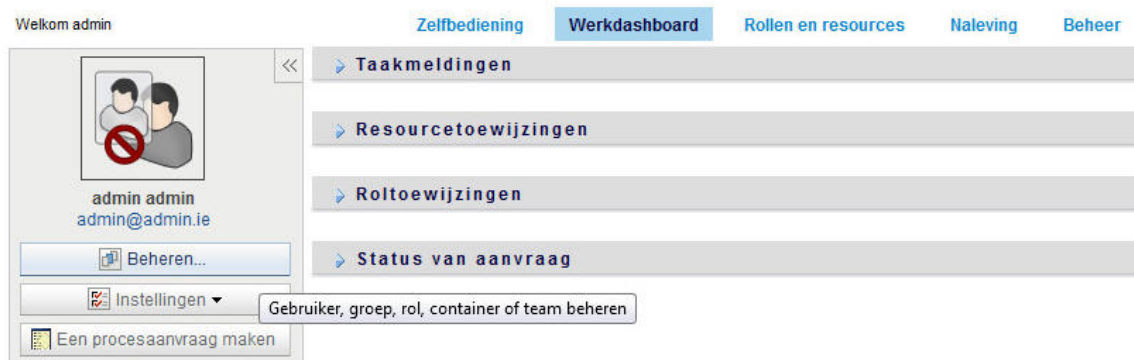 Welkom admin
Zelfbediening Werkdashboard Rollen en resources Naleving Beheer
admin admin
admin@admin.ie
Beheren...
Instellingen
Een procesaanvraag maken
Taakmeldingen
Resourcetoewijzingen
Roltoewijzingen
Status van aanvraag
Gebruiker, groep, rol, container of team beheren